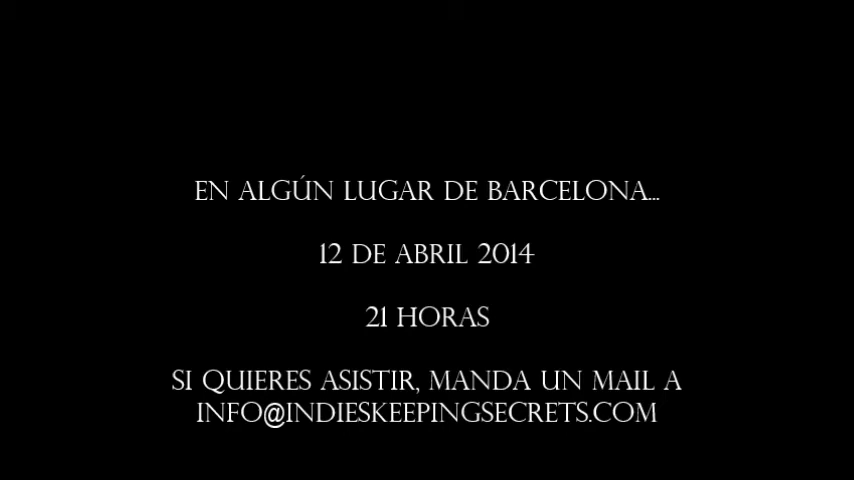 EN ALGÚN LUGAR DE BARCELONA...
12 DE ABRIL 2014
21 HORAS
SI QUIERES ASISTIR, MANDA UN MAIL A
INFO@INDIESKEEPINGSECRETS.COM